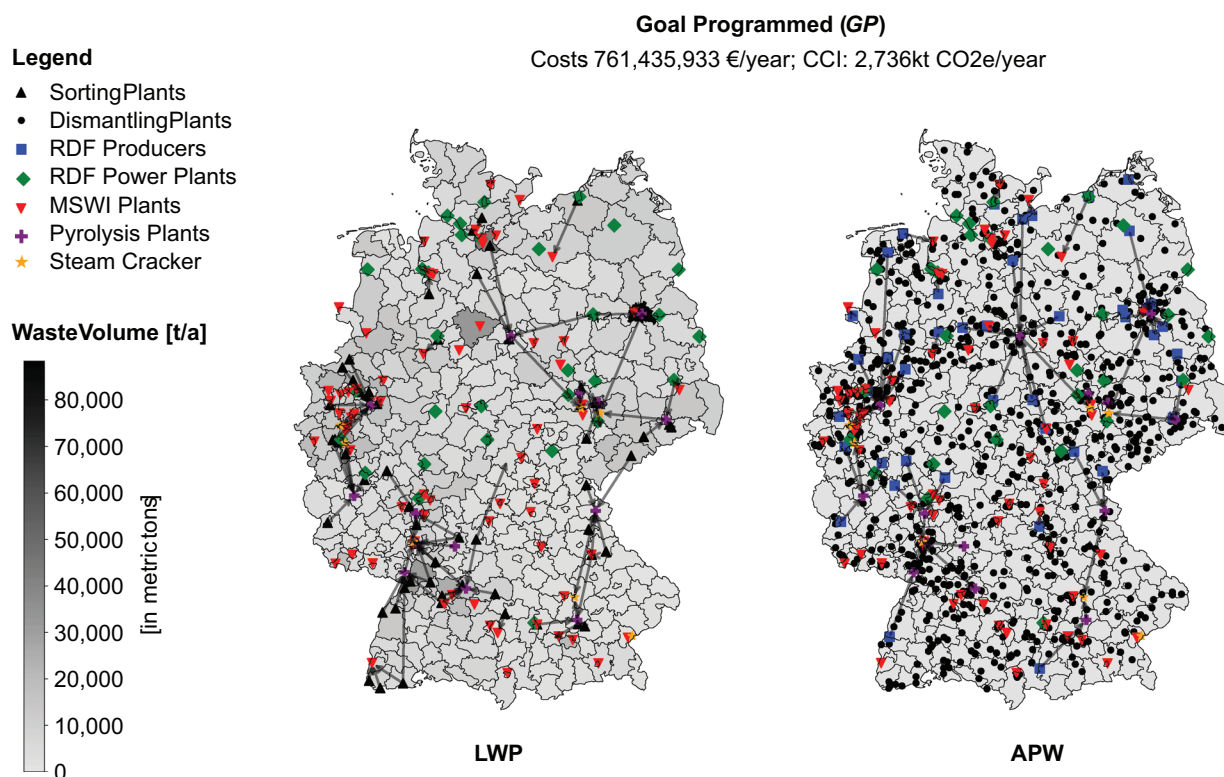 Goal Programmed (GP)
Costs 761,435,933 €/year; CCI: 2,736kt CO2e/year
Legend
SortingPlants
DismantlingPlants
RDF Producers
RDF Power Plants
MSWI Plants
Pyrolysis Plants
Steam Cracker
WasteVolume [t/a]
80,000
70,000
60,000
50,000
40,000
30,000
20,000
10,000
0
[in metrictons]
LWP
APW